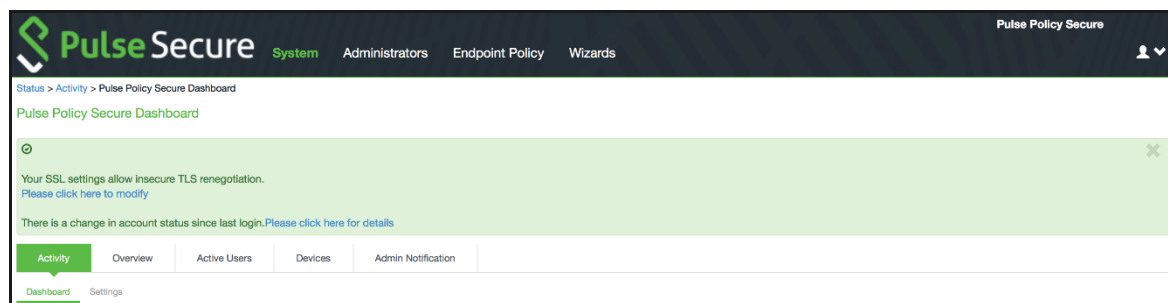 Pulse Policy Secure
Pulse Secure System Administrators Endpoint Policy Wizards
Status > Activity > Pulse Policy Secure Dashboard
Pulse Policy Secure Dashboard
Your SSL settings allow insecure TLS renegotiation.
Please click here to modify
There is a change in account status since last login.Please click here for details
Activity Overview Active Users Devices Admin Notification
Dashboard Settings